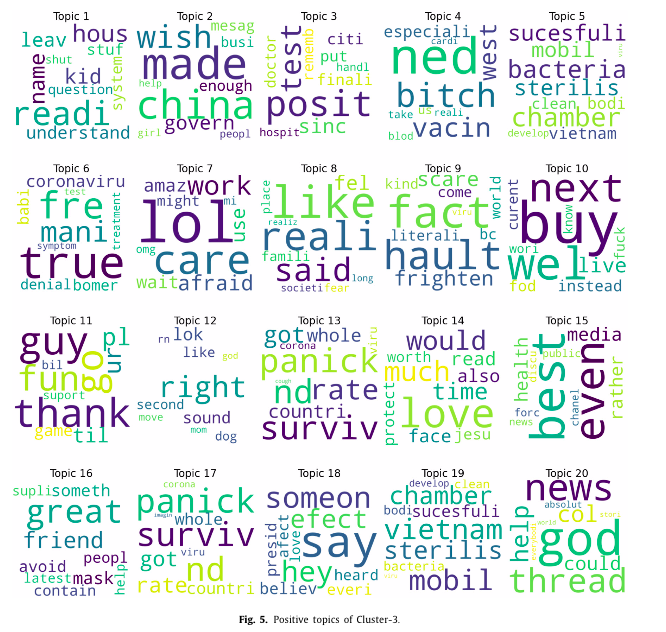 Topic 1
Topic 2
Topic 3
Topic 4
Topic 5
leav hous stuf shut name kid system question readi understand
wish mesag busi made help enough china govern girl peopl
doctor test rememb citi put handl finali posit hospit sinc
especiali cardi west ned bitch take us reali blod vacin
sucesfuli mobil viru bacteria sterilis clean bodi chamber develop vietnam
Topic 6
Topic 7
Topic 8
Topic 9
Topic 10
coronaviru babi test fre mani treatment symptom true denial bomer
amaz work might mi lol use omg care wait afraid
place fel like realiz reali famili said long societi fear
kind scare come world fact viru literali bc hault frighten
curent next buy know wori wel live fuck fod instead
Topic 11
Topic 12
Topic 13
Topic 14
Topic 15
guy pl bil go ur fun suport thank game til
rn lok like god right second move sound mom dog
got whole corona viru panick cough nd rate countri surviv
would worth read much also protect time love face jesu
media health public discu best even rather forc chanel news
Topic 16
Topic 17
Topic 18
Topic 19
Topic 20
supli someth great friend peopl avoid latest mask help contain
corona panick imagin whole surviv viru got nd rate countri
someon efect presid afect love say hey heard believ everi
develop clean chamber bodi sucesfuli vietnam sterilis bacteria viru mobil
news absolut col stori help world everybodi god could thread
Fig. 5. Positive topics of Cluster-3.